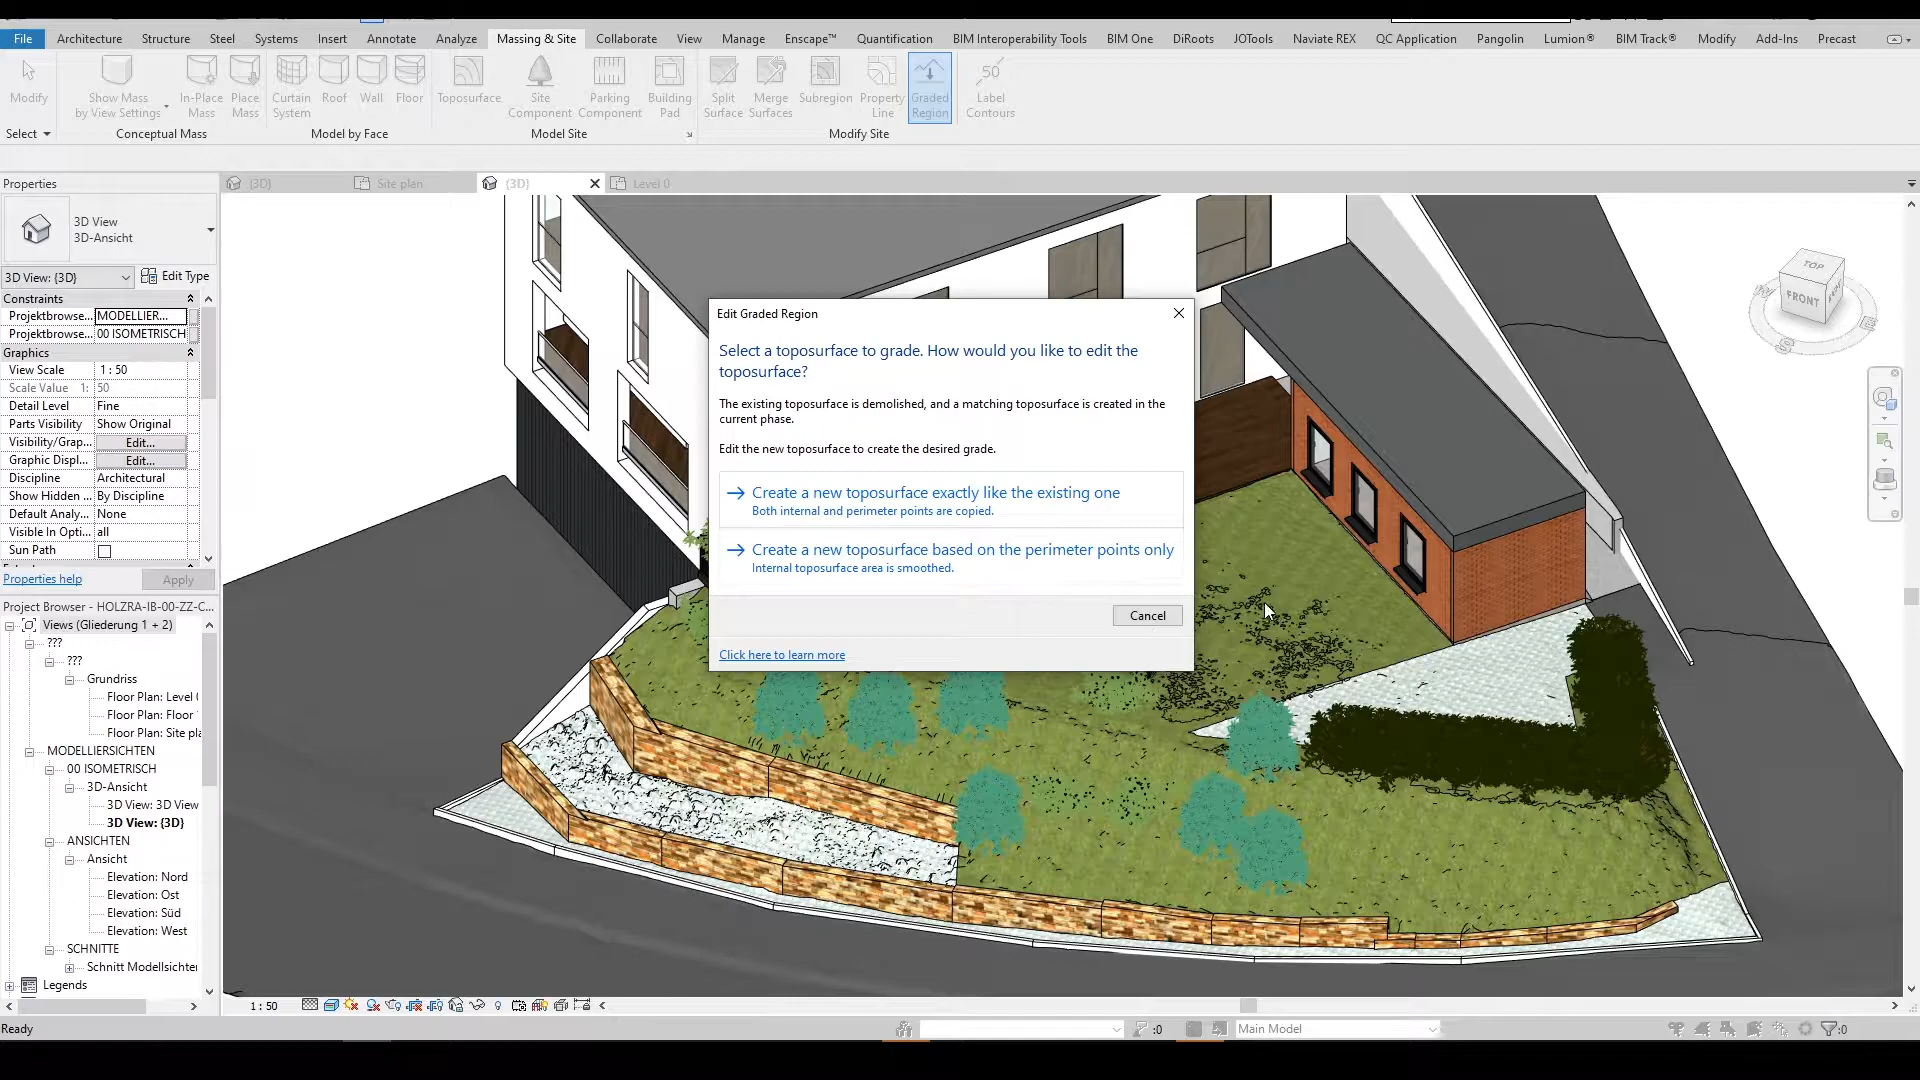 File Architecture Structure Steel Systems Insert Annotate Analyze Massing & Site Collaborate View Manage Enscape™ Quantification BIM Interoperability Tools BIM One DiRoots JOTools Naviate REX QC Application Pangolin Lumion® BIM Track® Modify Add-Ins Precast
Modify
Show Mass
by View Settings
In-Place
Mass
Place
Mass
Curtain
System
Roof
Wall
Floor
Toposurface
Site
Component
Parking
Component
Building
Pad
Split
Surface
Merge
Surfaces
Subregion
Property
Line
Graded
Region
50
Label
Contours
Select
Conceptual Mass
Model by Face
Model Site
Modify Site
Properties
{3D}
Site plan
{3D}
Level 0
3D View
3D-Ansicht
3D View: {3D}
Edit Type
Constraints
Projektbrowse... MODELLIER...
Projektbrowse... 00 ISOMETRISCH
Graphics
View Scale 1 : 50
Scale Value 1: 50
Detail Level Fine
Parts Visibility Show Original
Visibility/Grap... Edit...
Graphic Displ... Edit...
Discipline Architectural
Show Hidden ... By Discipline
Default Analy... None
Visible In Opti... all
Sun Path
Properties help
Apply
Project Browser - HOLZRA-IB-00-ZZ-C...
Views (Gliederung 1 + 2)
???
???
Grundriss
Floor Plan: Level
Floor Plan: Floor
Floor Plan: Site pla
MODELLIERSICHTEN
00 ISOMETRISCH
3D-Ansicht
3D View: 3D View
3D View: {3D}
ANSICHTEN
Ansicht
Elevation: Nord
Elevation: Ost
Elevation: Süd
Elevation: West
SCHNITTE
Schnitt Modellsichter
Legends
Edit Graded Region
Select a toposurface to grade. How would you like to edit the
toposurface?
The existing toposurface is demolished, and a matching toposurface is created in the
current phase.
Edit the new toposurface to create the desired grade.
Create a new toposurface exactly like the existing one
Both internal and perimeter points are copied.
Create a new toposurface based on the perimeter points only
Internal toposurface area is smoothed.
Cancel
Click here to learn more
TOP
FRONT
W
S
E
1 : 50
Ready
:0
Main Model
:0